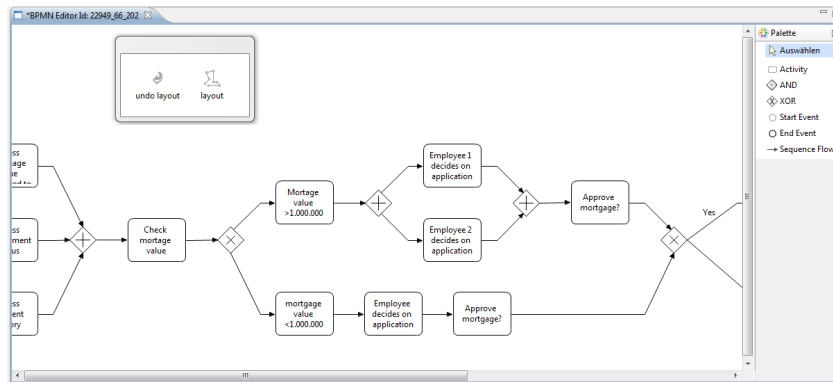 *BPMN Editor Id: 22949_66_202
Palette
Auswählen
Activity
AND
XOR
Start Event
End Event
Sequence Flow
undo layout
layout
Check
mortage
value
Mortage
value
>1.000.000
Employee 1
decides on
application
Employee 2
decides on
application
Approve
mortgage?
Yes
mortgage
value
<1.000.000
Employee
decides on
application
Approve
mortgage?